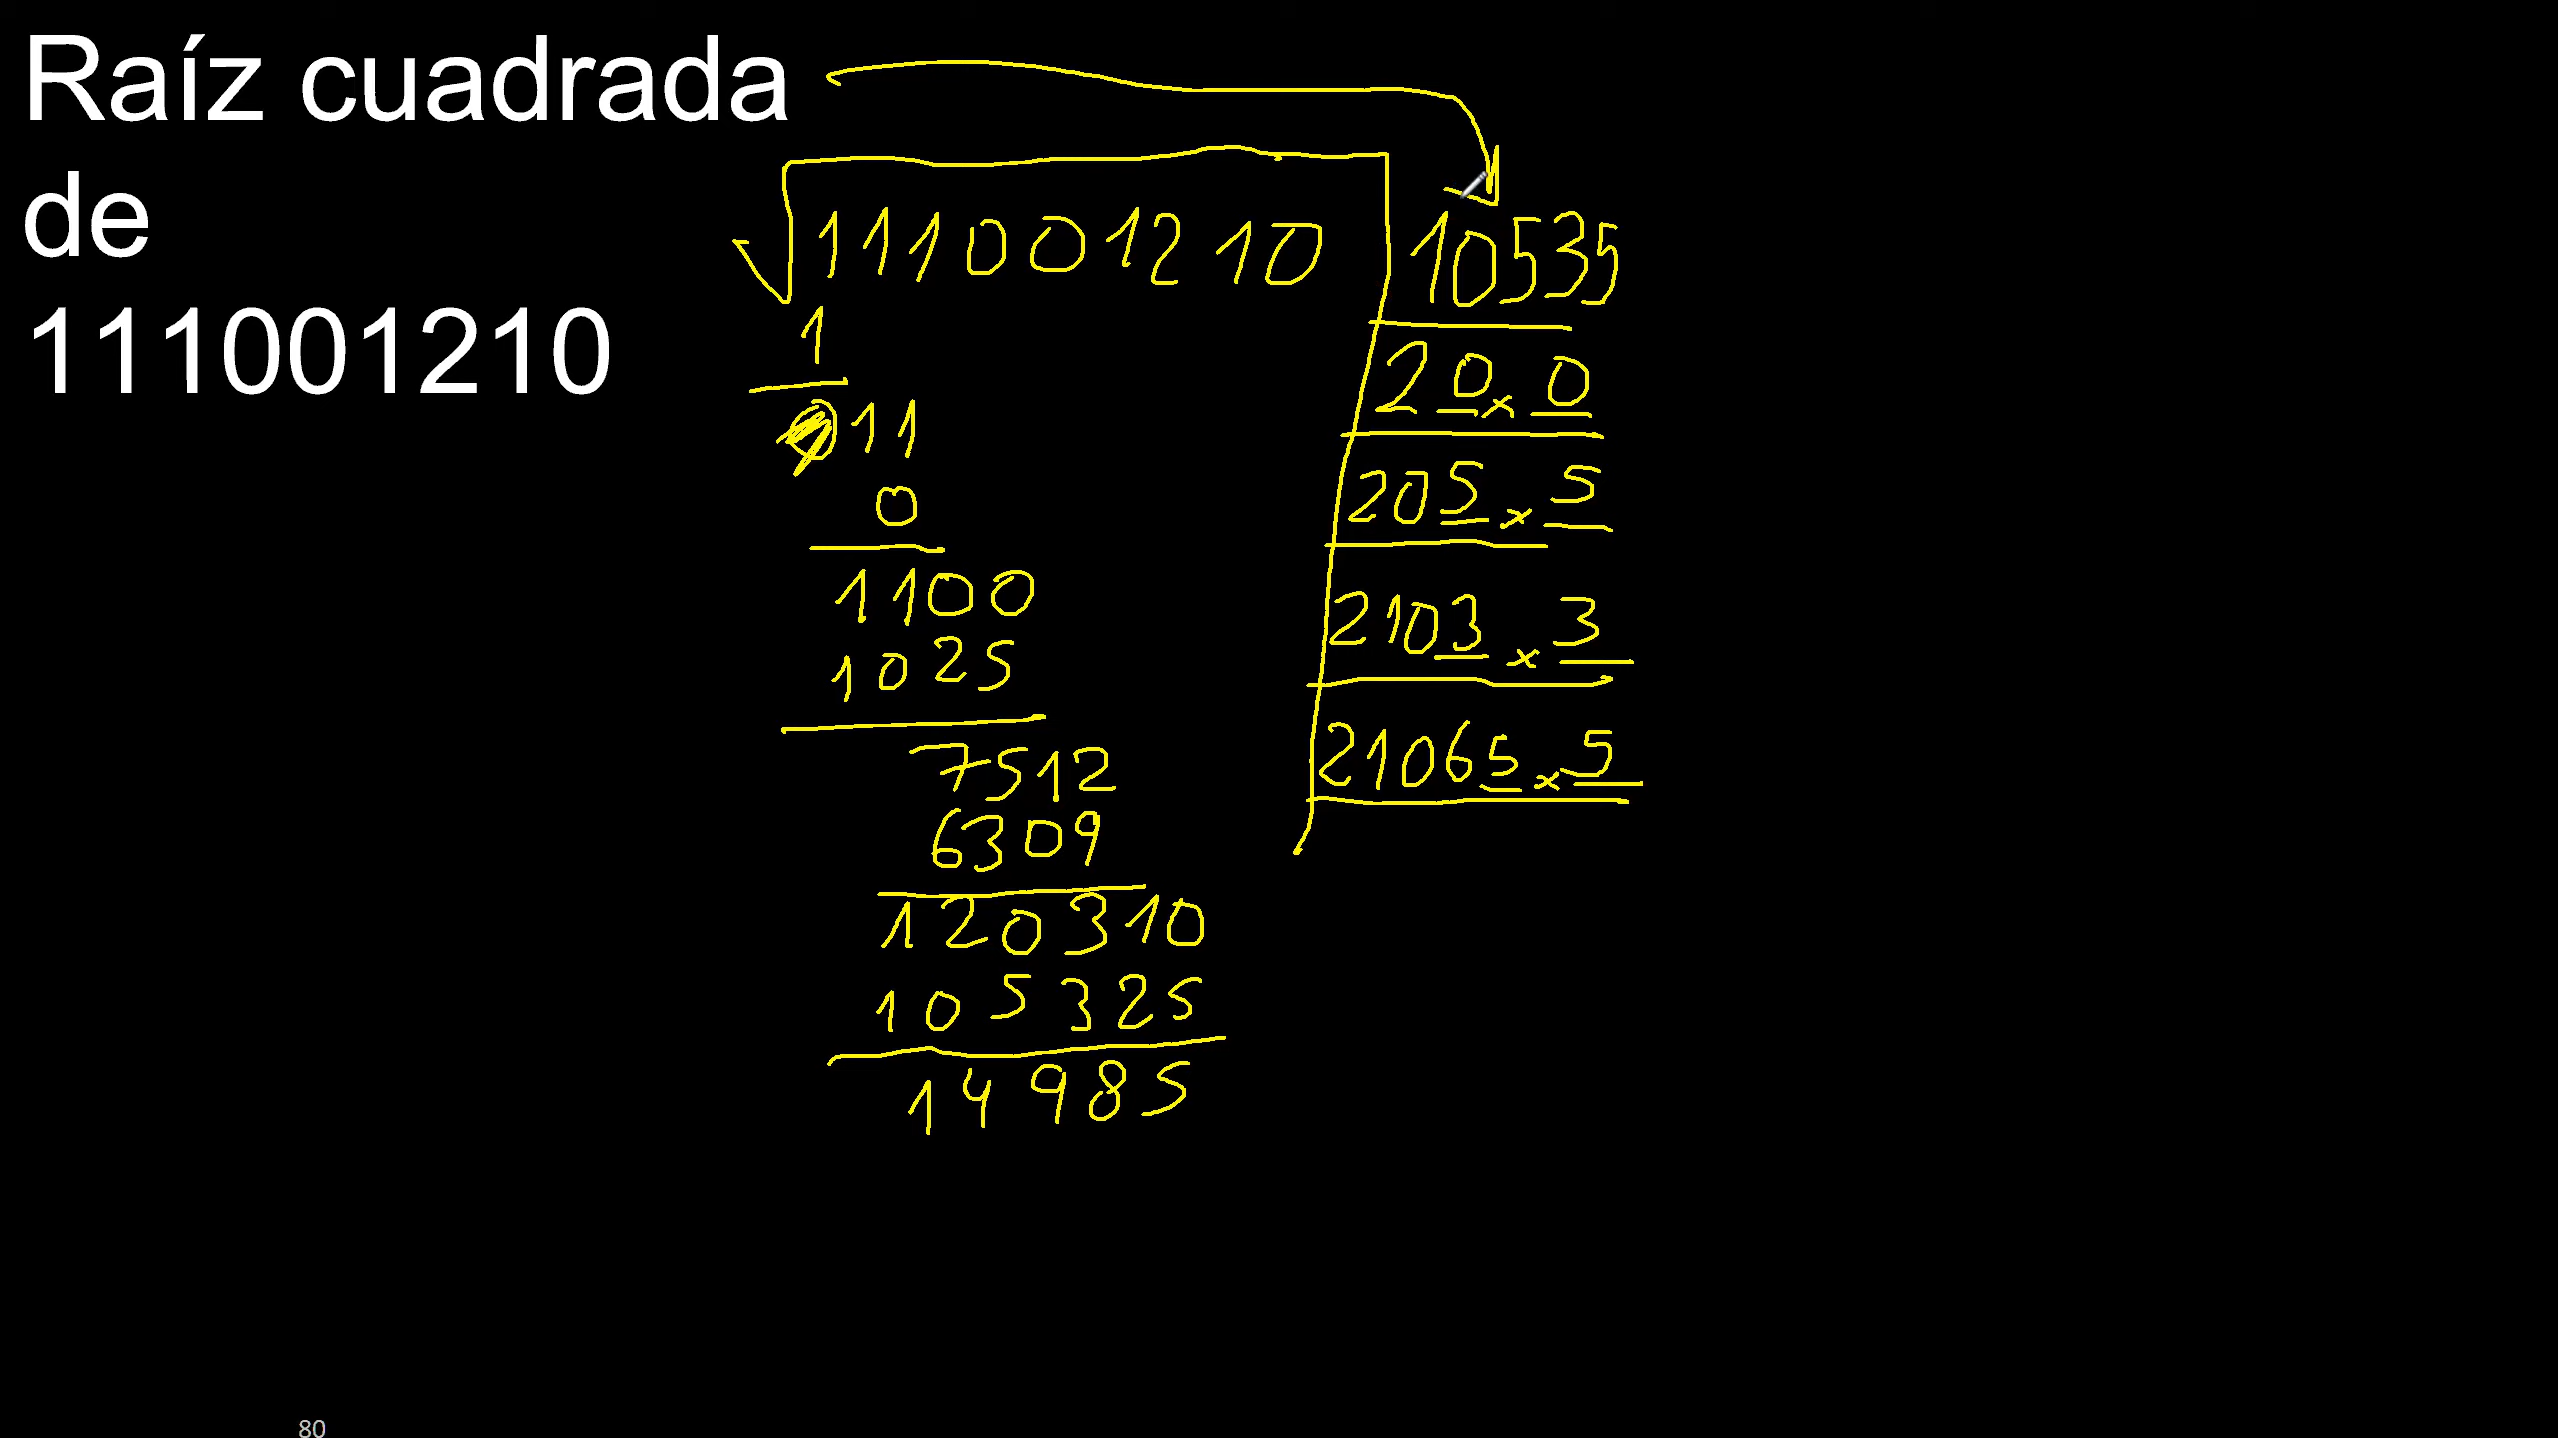 Raíz cuadrada
de
111001210
√111001210
1
011
0
1100
1025
7512
6309
120310
105325
14985
10535
20 x 0
205 x 5
2103 x 3
21065 x 5
80